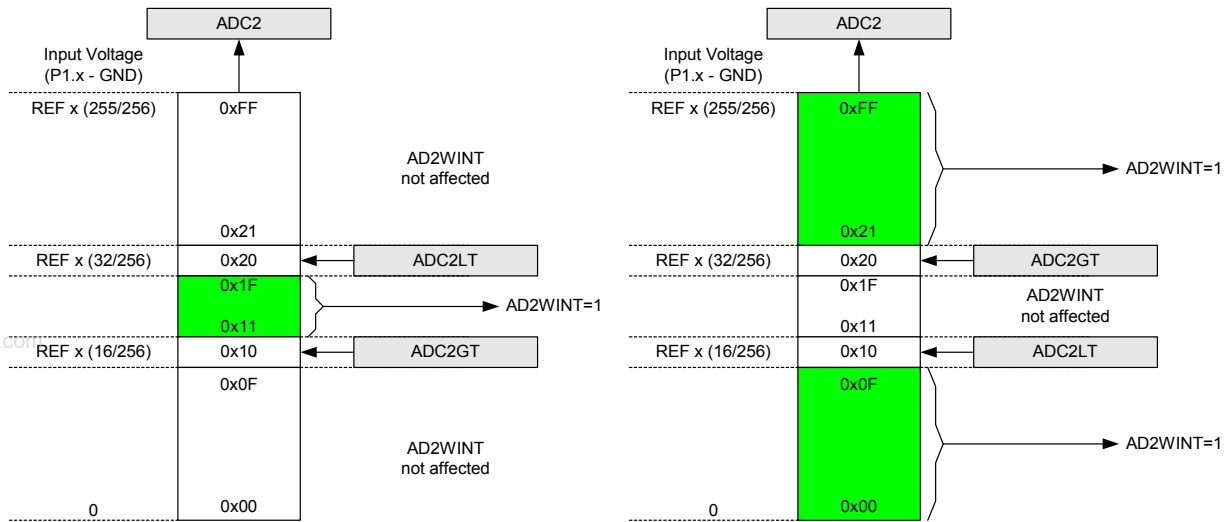 ADC2
Input Voltage
(P1.x - GND)
REF x (255/256)
0xFF
AD2WINT
not affected
0x21
REF x (32/256)
0x20
ADC2LT
0x1F
AD2WINT=1
0x11
REF x (16/256)
0x10
ADC2GT
0x0F
AD2WINT
not affected
0
0x00
ADC2
Input Voltage
(P1.x - GND)
REF x (255/256)
0xFF
AD2WINT=1
0x21
REF x (32/256)
0x20
ADC2GT
0x1F
AD2WINT
not affected
0x11
REF x (16/256)
0x10
ADC2LT
0x0F
AD2WINT=1
0
0x00
.com